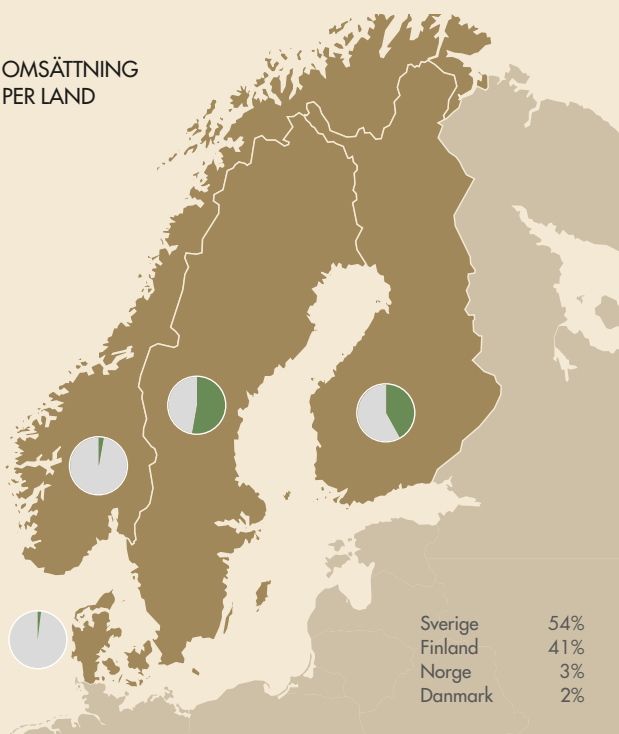 OMSÄTTNING
PER LAND
Sverige 54%
Finland 41%
Norge 3%
Danmark 2%